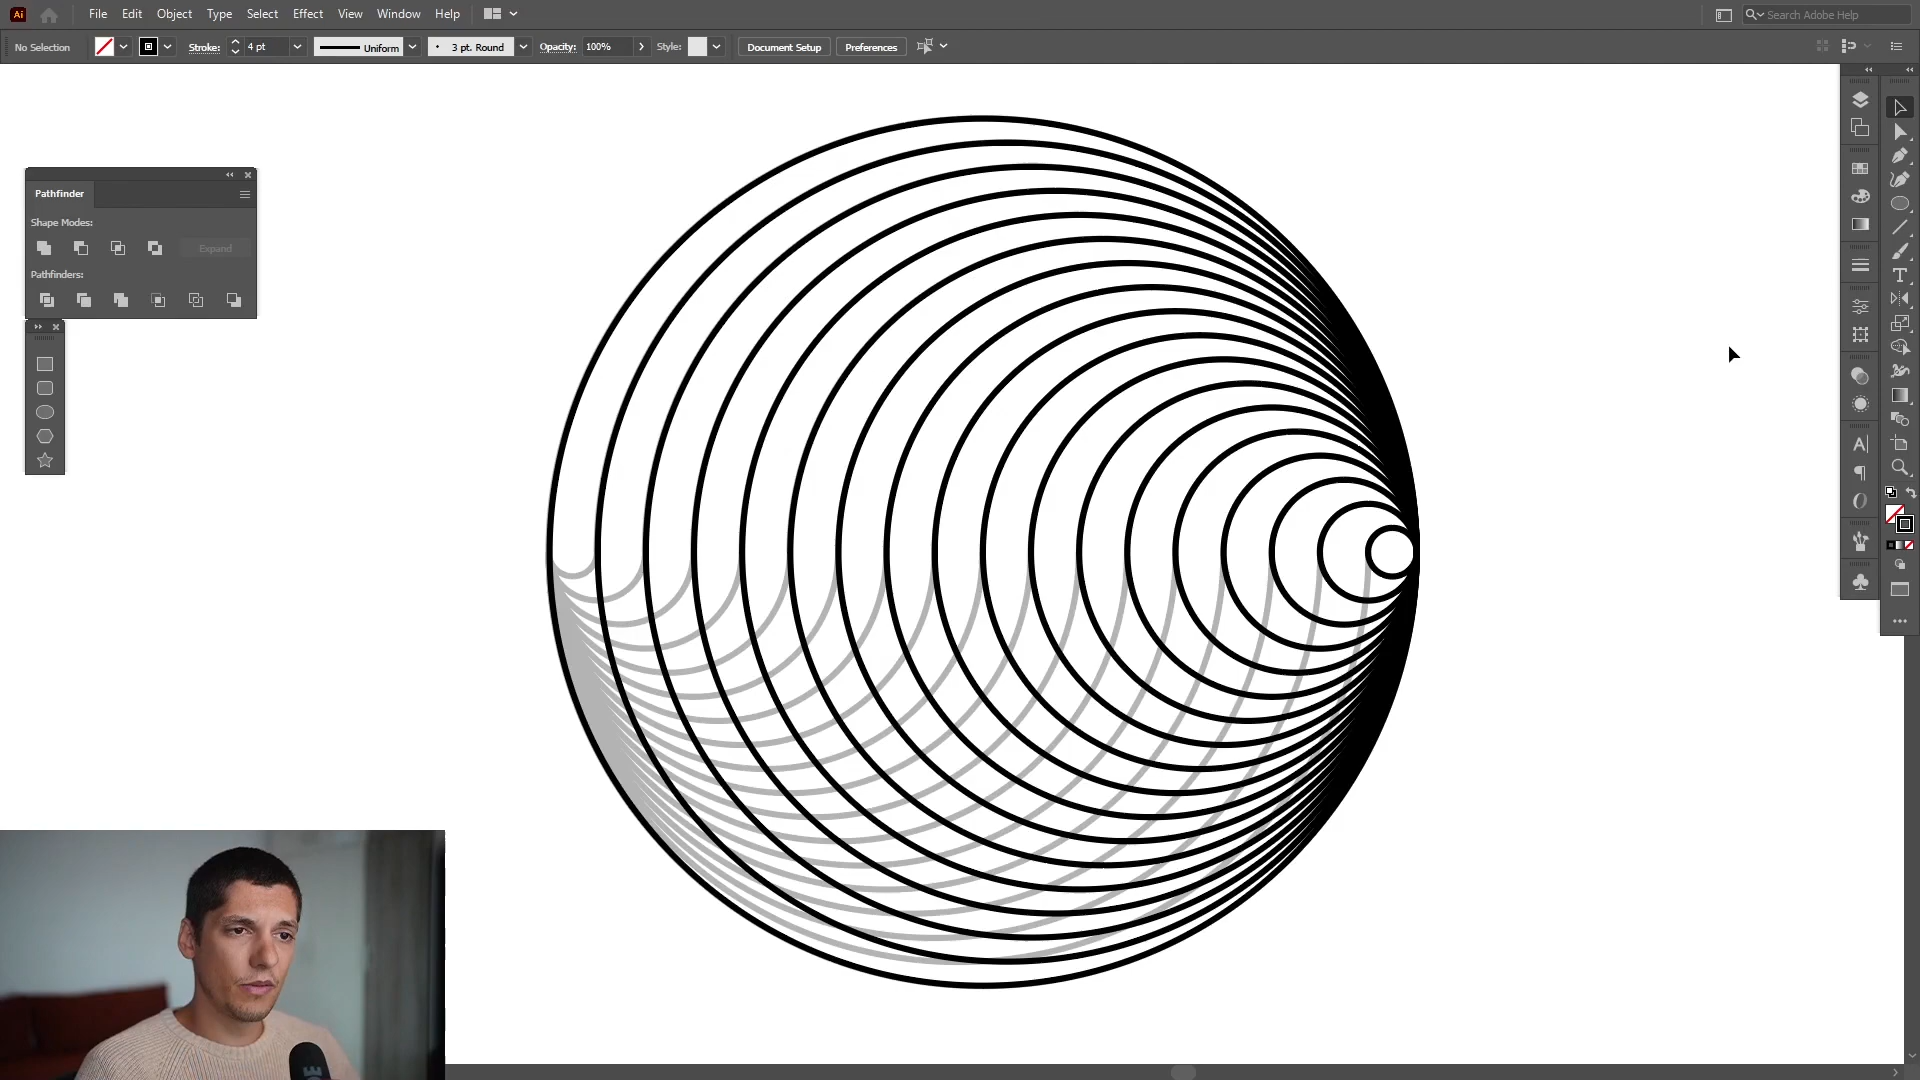 Ai File Edit Object Type Select Effect View Window Help Search Adobe Help
No Selection Stroke: 4 pt Uniform 3 pt. Round Opacity: 100% Style: Document Setup Preferences
Pathfinder
Shape Modes:
Expand
Pathfinders: